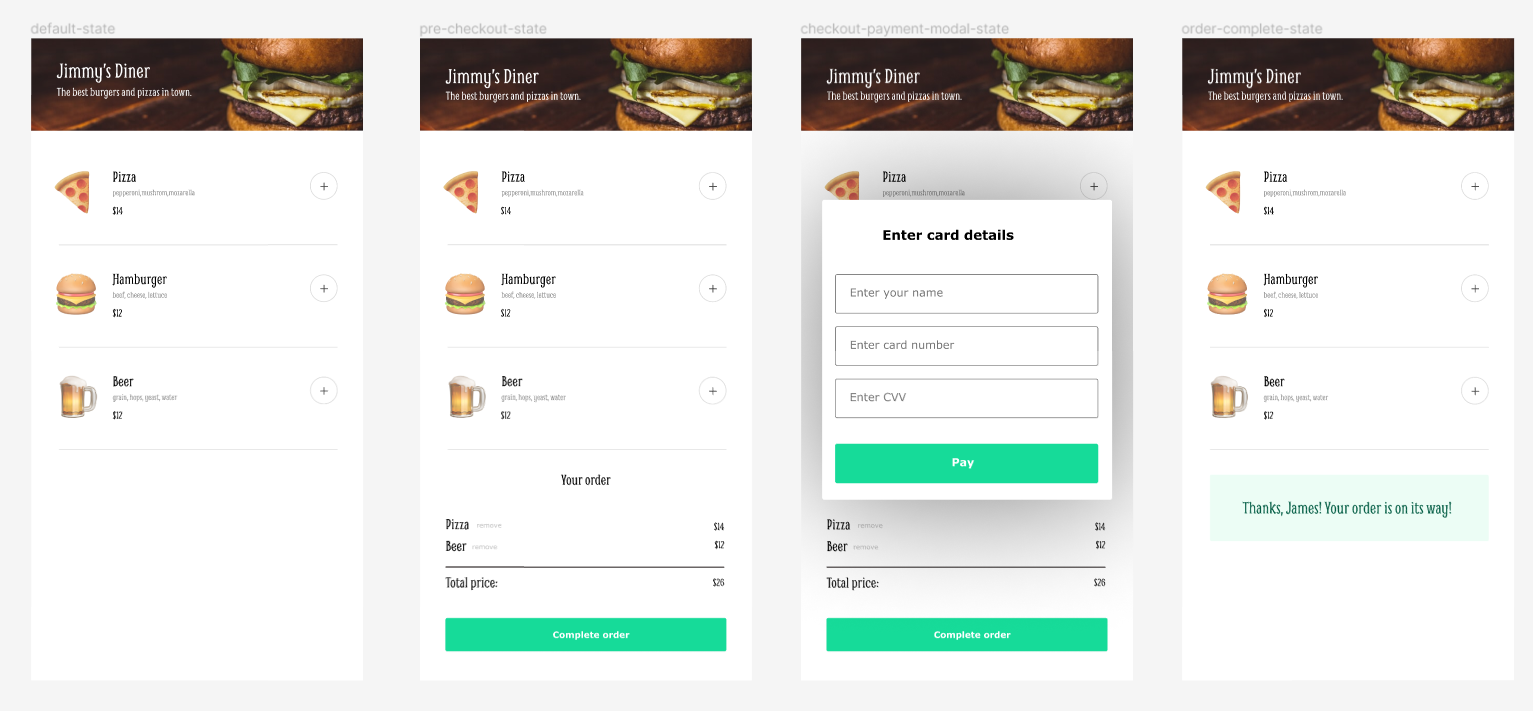 default-state
Jimmy's Diner
The best burgers and pizzas in town.
Pizza
pepperoni,mushrom,mozarella
$14
+
Hamburger
beef, cheese, lettuce
$12
+
Beer
grain, hops, yeast, water
$12
+
pre-checkout-state
Jimmy's Diner
The best burgers and pizzas in town.
Pizza
pepperoni,mushrom,mozarella
$14
+
Hamburger
beef, cheese, lettuce
$12
+
Beer
grain, hops, yeast, water
$12
+
Your order
Pizza remove $14
Beer remove $12
Total price: $26
Complete order
checkout-payment-modal-state
Jimmy's Diner
The best burgers and pizzas in town.
Pizza
pepperoni,mushrom,mozarella
+
Enter card details
Enter your name
Enter card number
Enter CVV
Pay
Pizza remove $14
Beer remove $12
Total price: $26
Complete order
order-complete-state
Jimmy's Diner
The best burgers and pizzas in town.
Pizza
pepperoni,mushrom,mozarella
$14
+
Hamburger
beef, cheese, lettuce
$12
+
Beer
grain, hops, yeast, water
$12
+
Thanks, James! Your order is on its way!